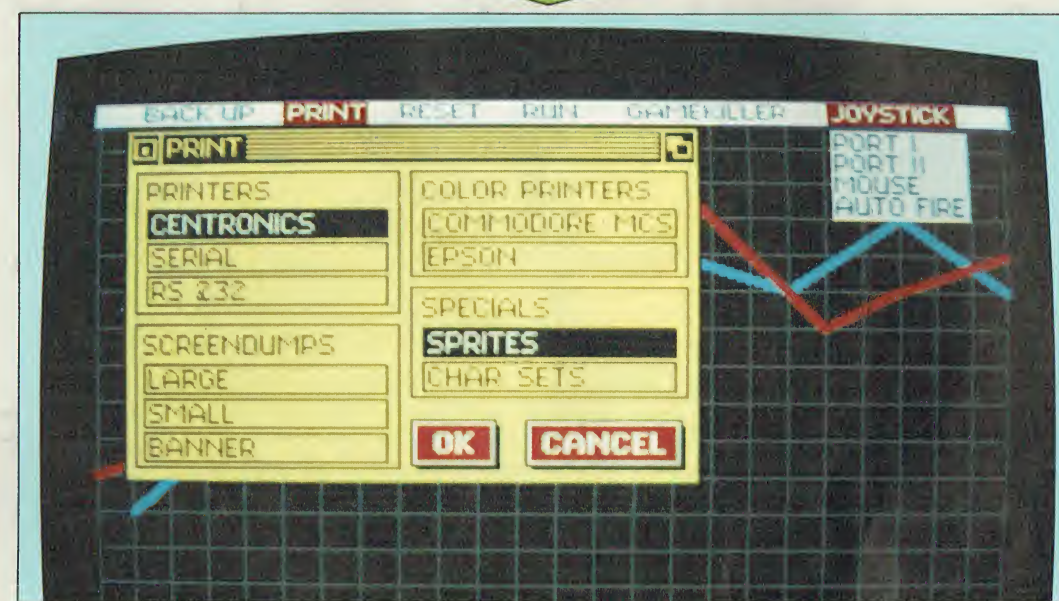 BACK UP PRINT RESET RUN GAMEKILLER JOYSTICK
PORT I
PORT II
MOUSE
AUTO FIRE
PRINT
PRINTERS
CENTRONICS
SERIAL
RS 232
SCREENDUMPS
LARGE
SMALL
BANNER
COLOR PRINTERS
COMMODORE MCS
EPSON
SPECIALS
SPRITES
CHAR SETS
OK CANCEL